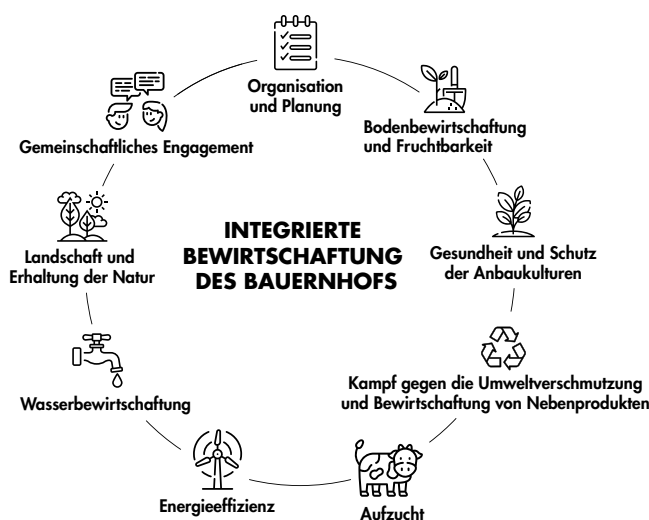 Organisation
und Planung
Bodenbewirtschaftung
und Fruchtbarkeit
Gesundheit und Schutz
der Anbaukulturen
Kampf gegen die Umweltverschmutzung
und Bewirtschaftung von Nebenprodukten
Aufzucht
Energieeffizienz
Wasserbewirtschaftung
Landschaft und
Erhaltung der Natur
Gemeinschaftliches Engagement
INTEGRIERTE
BEWIRTSCHAFTUNG
DES BAUERNHOFS